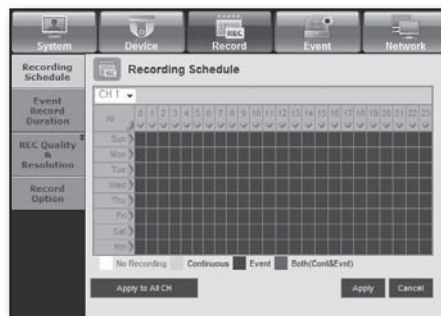 System Device Record Event Network
REC
Recording
Schedule
Recording Schedule
CH 1
Event
Record
Duration
All 0 1 2 3 4 5 6 7 8 9 10 11 12 13 14 15 16 17 18 19 20 21 22 23
Sun
Mon
REC Quality
&
Resolution
Tue
Wed
Thu
Record
Option
Fri
Sat
Hol
No Recording Continuous Event Both(Cont&Evnt)
Apply to All CH Apply Cancel